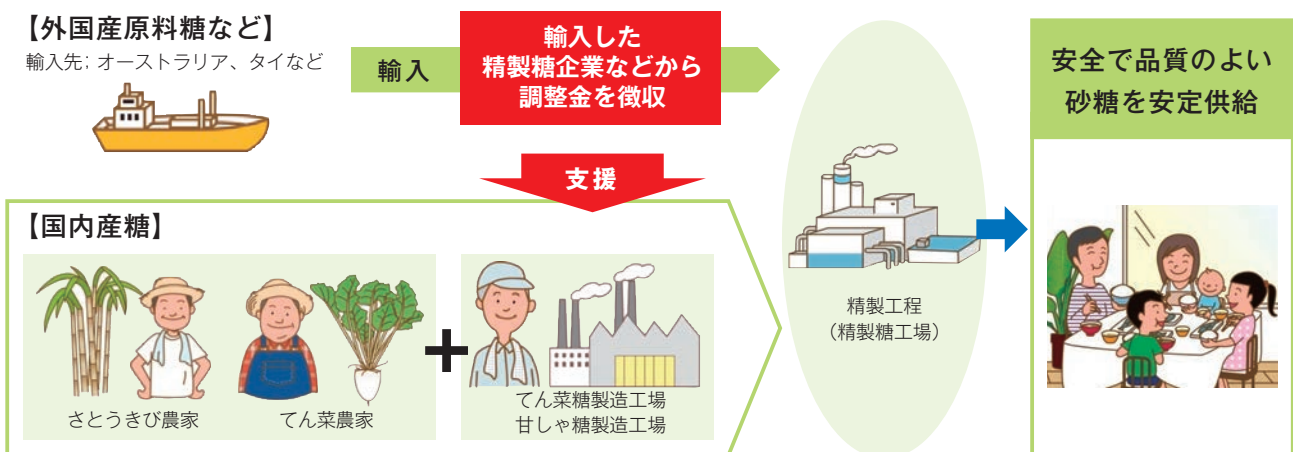 【外国産原料糖など】
輸入先; オーストラリア、タイなど
輸入
輸入した
精製糖企業などから
調整金を徴収
支援
【国内産糖】
さとうきび農家
てん菜農家
てん菜糖製造工場
甘しゃ糖製造工場
精製工程
（精製糖工場）
安全で品質のよい
砂糖を安定供給